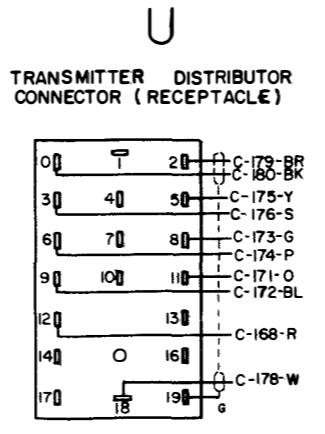 U
TRANSMITTER DISTRIBUTOR
CONNECTOR (RECEPTACLE)
0 1 2 C-179-BR
C-180-BK
3 4 5 C-175-Y
C-176-S
6 7 8 C-173-G
C-174-P
9 10 11 C-171-O
C-172-BL
12 13
C-168-R
14 16
C-178-W
17 18 19 G